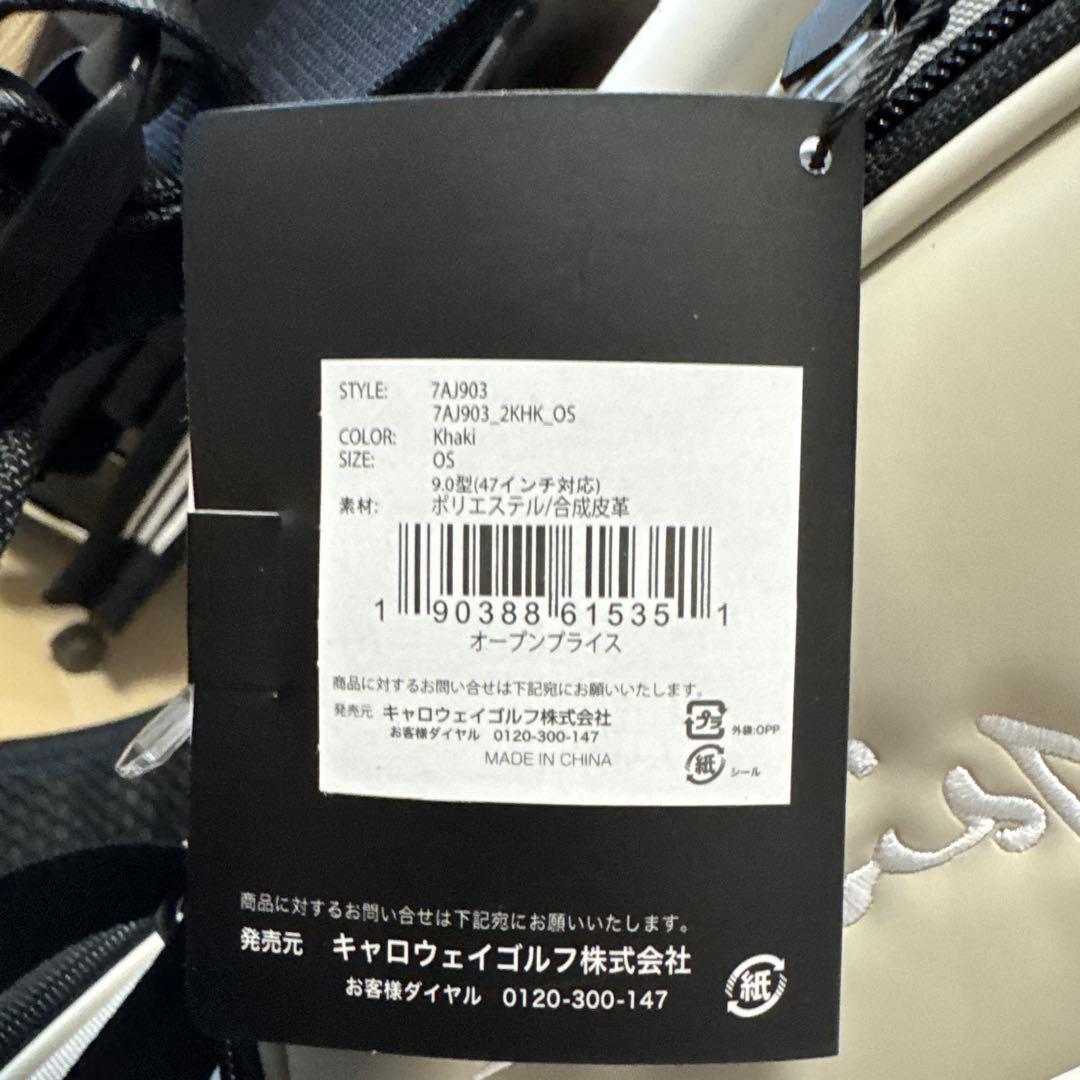 STYLE: 7AJ903
7AJ903_2KHK_OS
COLOR: Khaki
SIZE: OS
9.0型(47インチ対応)
素材: ポリエステル/合成皮革
1 90388 61535 1
オープンプライス
商品に対するお問い合せは下記宛にお願いいたします。
発売元 キャロウェイゴルフ株式会社
お客様ダイヤル 0120-300-147
MADE IN CHINA
プラ 外袋:OPP
紙 シール
商品に対するお問い合せは下記宛にお願いいたします。
発売元 キャロウェイゴルフ株式会社
お客様ダイヤル 0120-300-147
紙